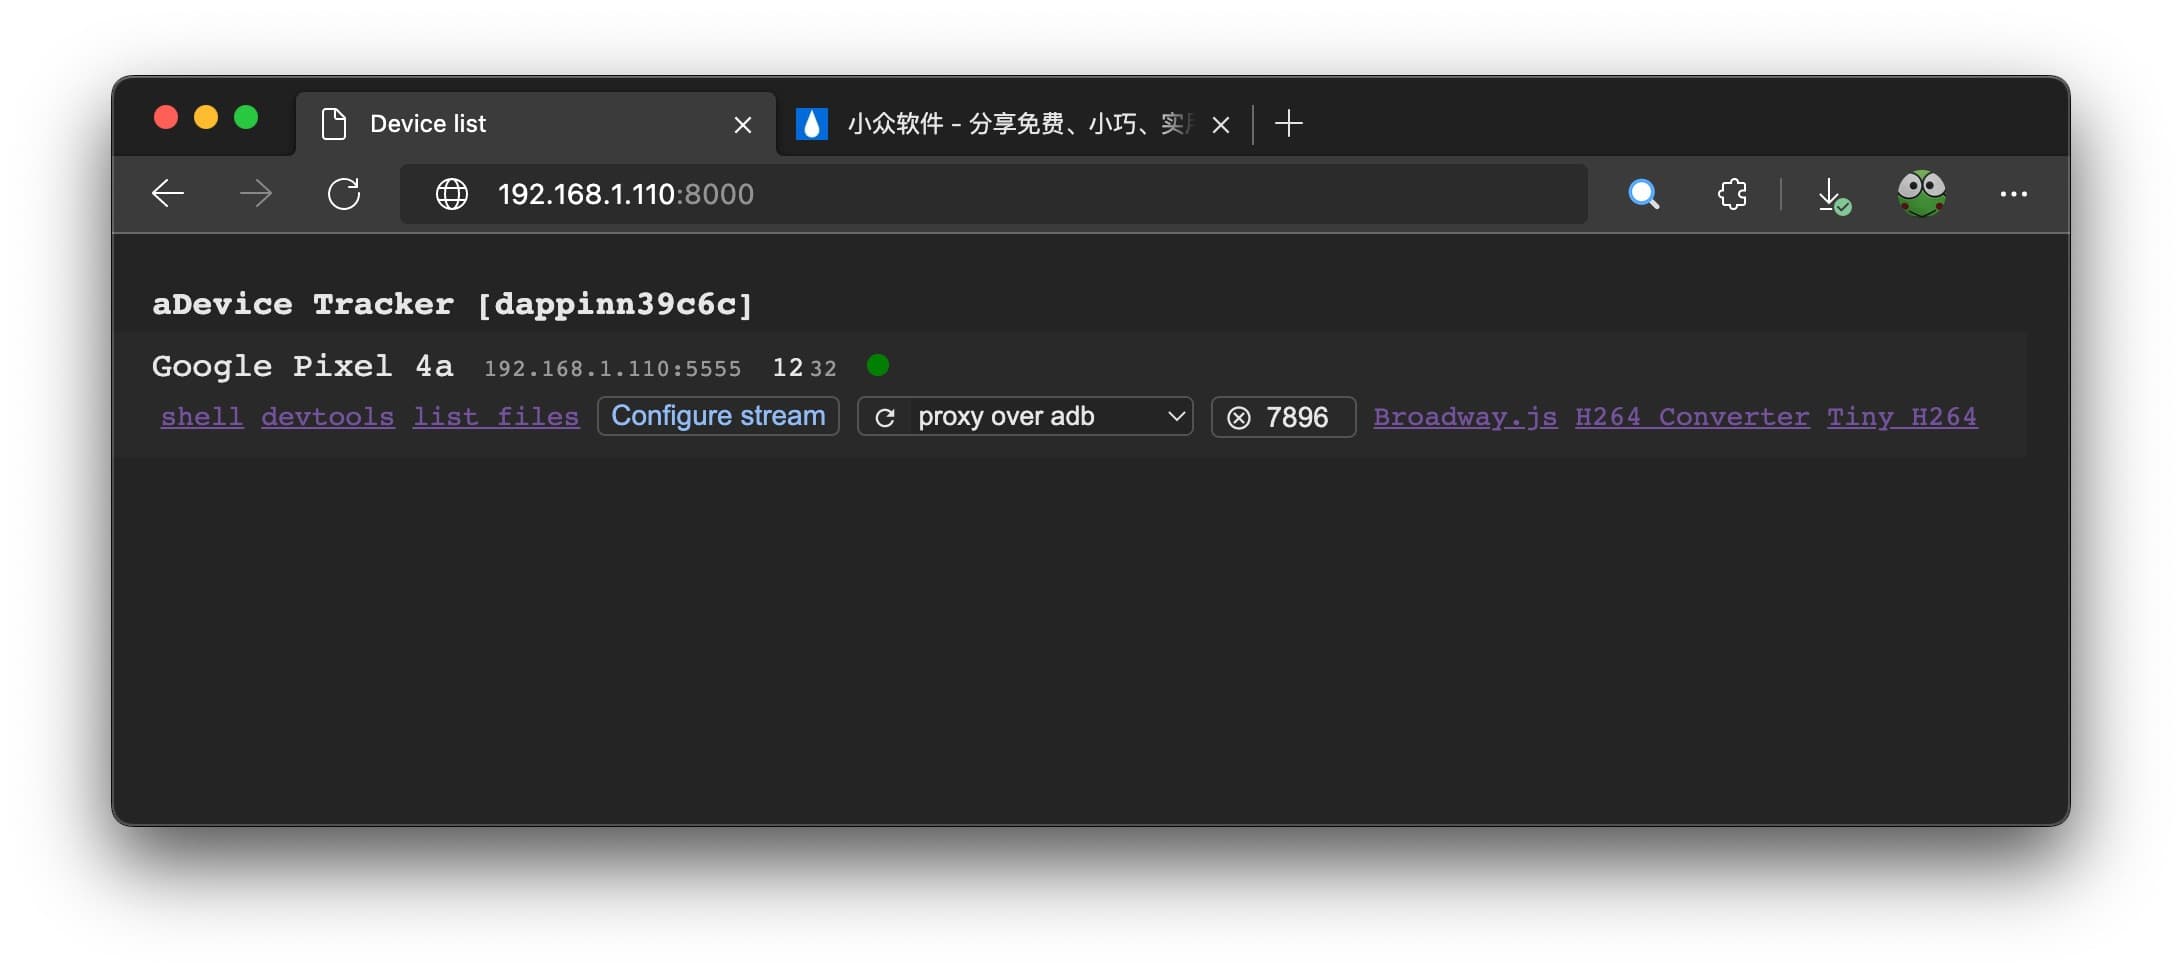 Device list
小众软件 - 分享免费、小巧、实
192.168.1.110:8000
aDevice Tracker [dappinn39c6c]
Google Pixel 4a 192.168.1.110:5555 12 32
shell devtools list files Configure stream proxy over adb 7896 Broadway.js H264 Converter Tiny H264